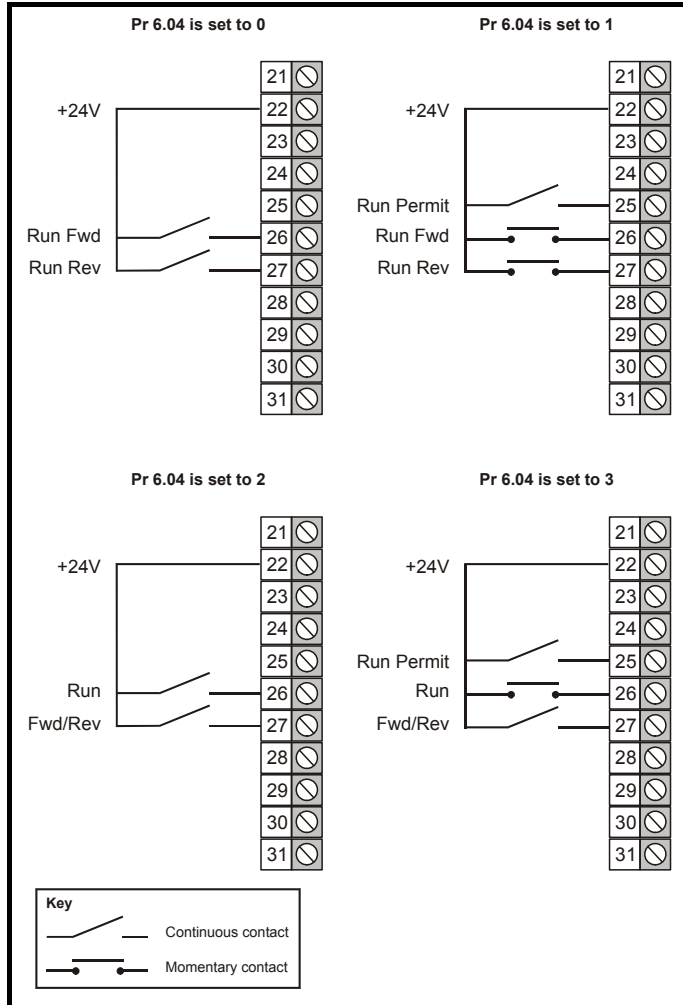 Pr 6.04 is set to 0
21
+24V 22
23
24
25
Run Fwd 26
Run Rev 27
28
29
30
31
Pr 6.04 is set to 1
21
+24V 22
23
24
Run Permit 25
Run Fwd 26
Run Rev 27
28
29
30
31
Pr 6.04 is set to 2
21
+24V 22
23
24
25
Run 26
Fwd/Rev 27
28
29
30
31
Pr 6.04 is set to 3
21
+24V 22
23
24
Run Permit 25
Run 26
Fwd/Rev 27
28
29
30
31
Key
Continuous contact
Momentary contact